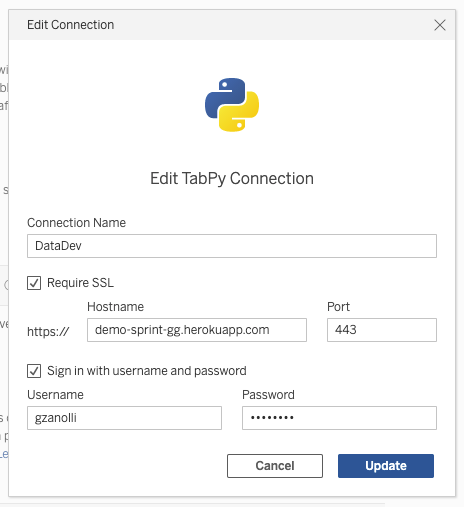 Edit Connection
Edit TabPy Connection
Connection Name
DataDev
Require SSL
Hostname Port
https:// demo-sprint-gg.herokuapp.com 443
Sign in with username and password
Username Password
gzanolli ••••••••
Cancel Update